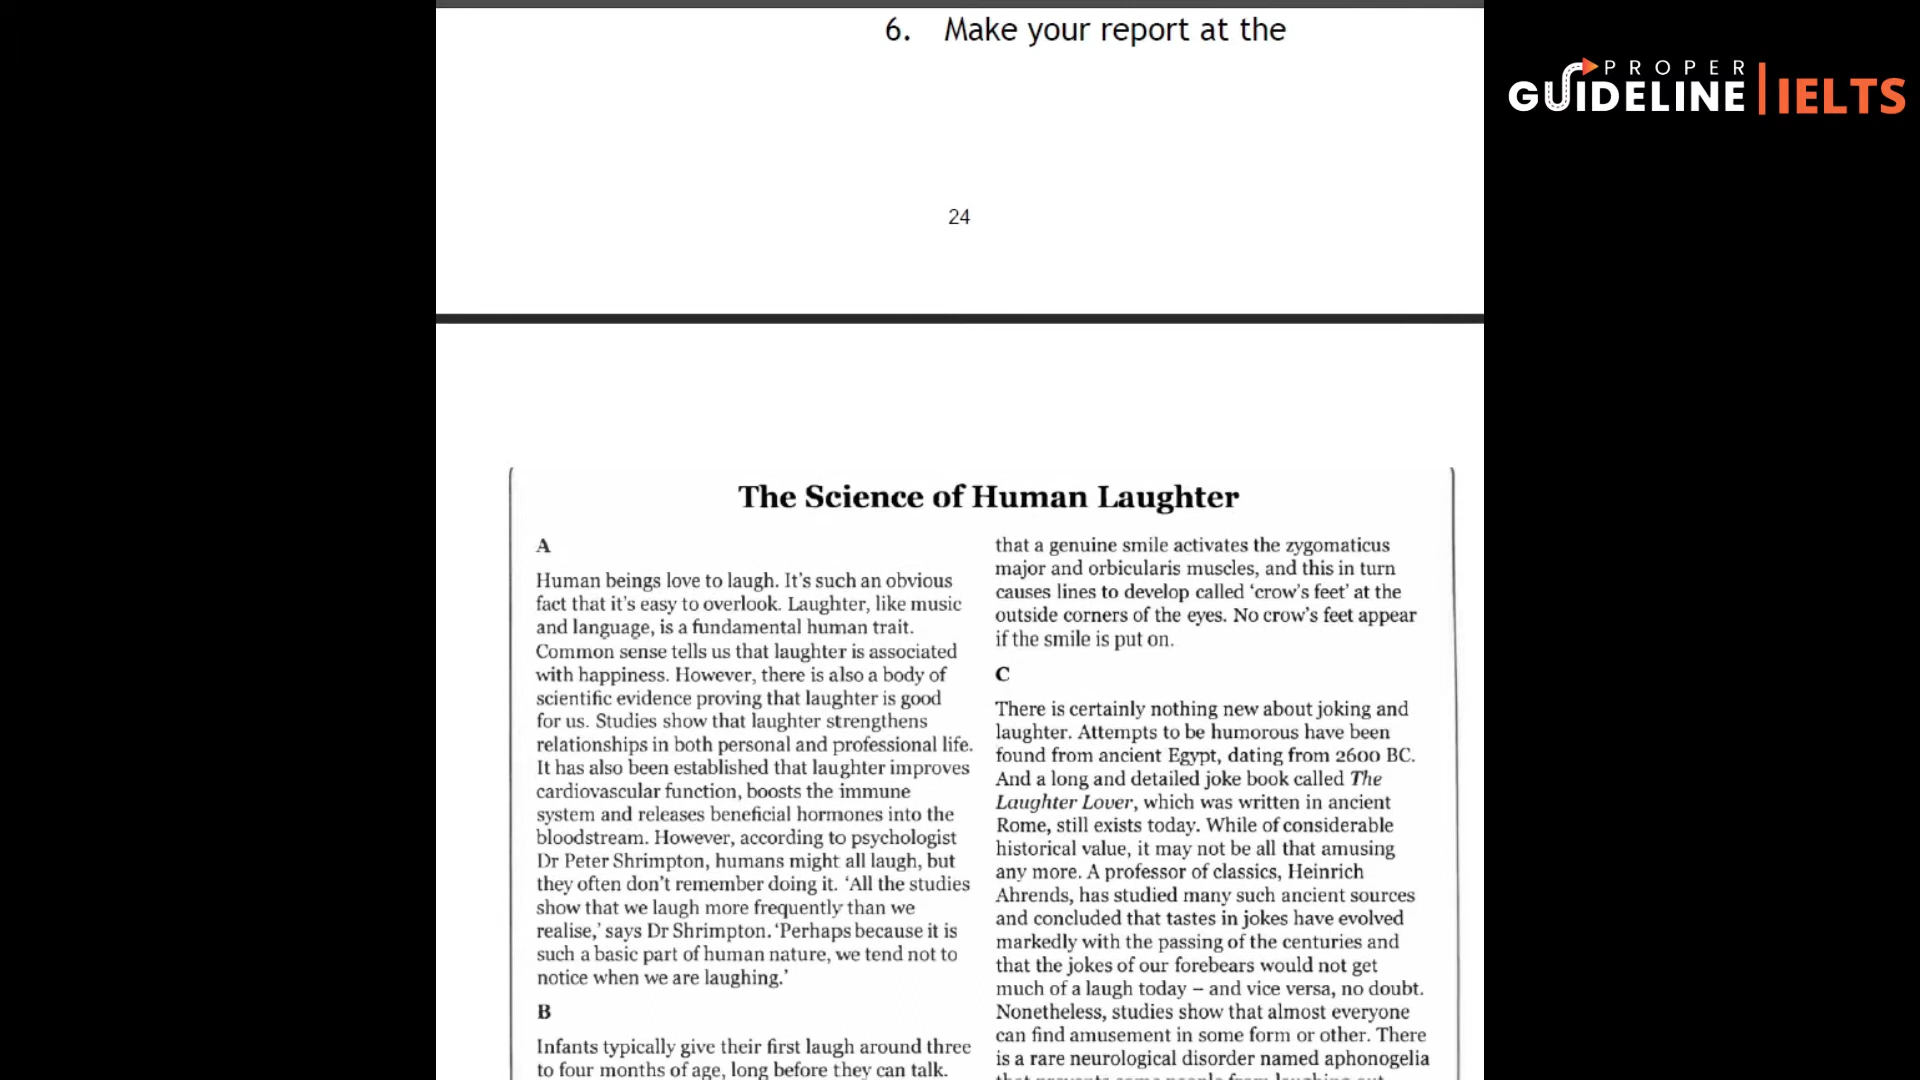 6. Make your report at the
PROPER
GUIDELINE | IELTS
24
The Science of Human Laughter
A
Human beings love to laugh. It's such an obvious
fact that it's easy to overlook. Laughter, like music
and language, is a fundamental human trait.
Common sense tells us that laughter is associated
with happiness. However, there is also a body of
scientific evidence proving that laughter is good
for us. Studies show that laughter strengthens
relationships in both personal and professional life.
It has also been established that laughter improves
cardiovascular function, boosts the immune
system and releases beneficial hormones into the
bloodstream. However, according to psychologist
Dr Peter Shrimpton, humans might all laugh, but
they often don't remember doing it. 'All the studies
show that we laugh more frequently than we
realise,' says Dr Shrimpton. 'Perhaps because it is
such a basic part of human nature, we tend not to
notice when we are laughing.'
B
Infants typically give their first laugh around three
to four months of age, long before they can talk.
that a genuine smile activates the zygomaticus
major and orbicularis muscles, and this in turn
causes lines to develop called 'crow's feet' at the
outside corners of the eyes. No crow's feet appear
if the smile is put on.
C
There is certainly nothing new about joking and
laughter. Attempts to be humorous have been
found from ancient Egypt, dating from 2600 BC.
And a long and detailed joke book called The
Laughter Lover, which was written in ancient
Rome, still exists today. While of considerable
historical value, it may not be all that amusing
any more. A professor of classics, Heinrich
Ahrends, has studied many such ancient sources
and concluded that tastes in jokes have evolved
markedly with the passing of the centuries and
that the jokes of our forebears would not get
much of a laugh today – and vice versa, no doubt.
Nonetheless, studies show that almost everyone
can find amusement in some form or other. There
is a rare neurological disorder named aphonogelia